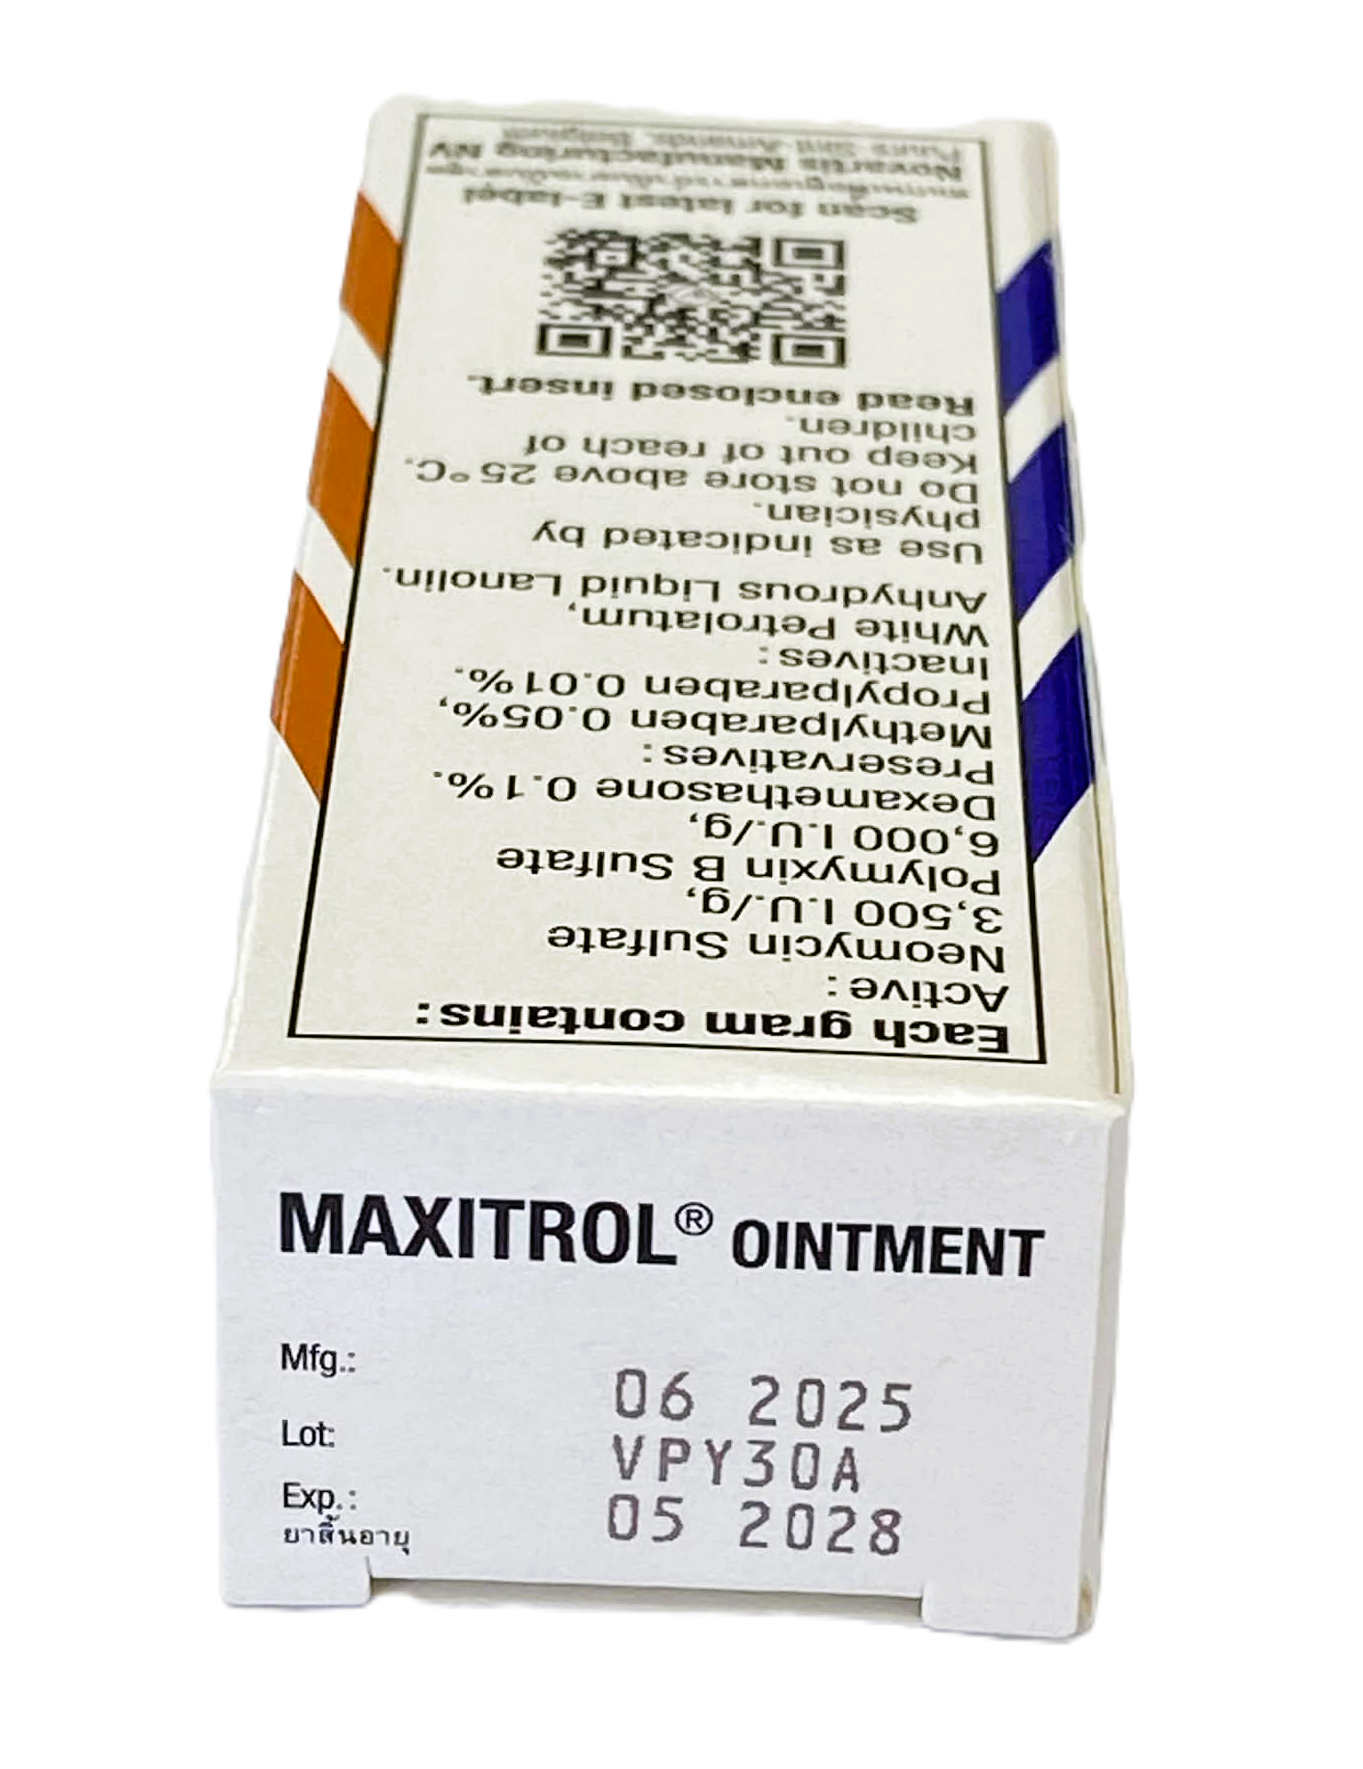 Each gram contains:
Active:
Neomycin Sulfate
3,500 I.U./g,
Polymyxin B Sulfate
6,000 I.U./g,
Dexamethasone 0.1%.
Preservatives:
Methylparaben 0.05%,
Propylparaben 0.01%.
Inactives:
White Petrolatum,
Anhydrous Liquid Lanolin.
Use as indicated by
physician.
Do not store above 25°C.
Keep out of reach of
children.
Read enclosed insert.
Scan for latest E-label
Novartis Manufacturing NV
Puurs-Sint-Amands, Belgium
MAXITROL® OINTMENT
Mfg.: 06 2025
Lot: VPY30A
Exp.: 05 2028
ยาสิ้นอายุ